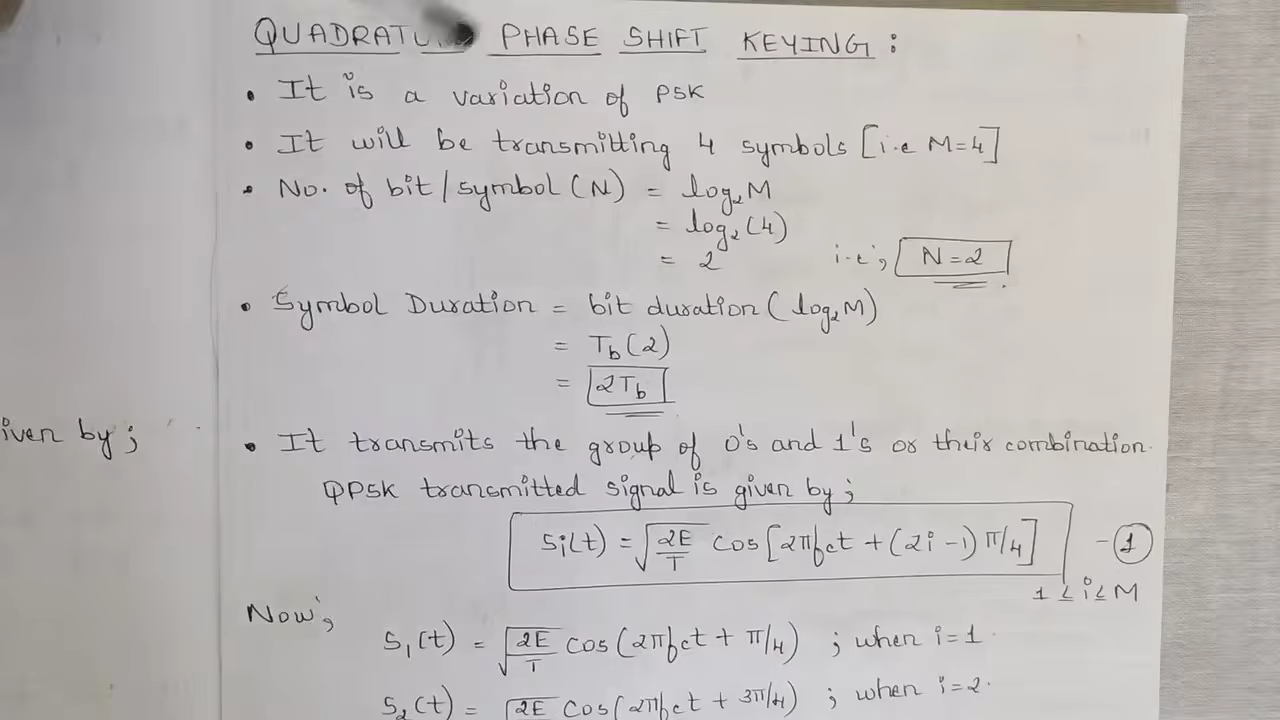 QUADRATU PHASE SHIFT KEYING :
• It is a variation of PSK
• It will be transmitting 4 symbols [i.e M=4]
• No. of bit/symbol (N) = log₂M
= log₂(4)
= 2 i.e; N=2
• Symbol Duration = bit duration (log₂M)
= Tb(2)
= 2Tb
iven by;
• It transmits the group of 0's and 1's or their combination.
QPSK transmitted signal is given by;
Si(t) = √2E/T Cos[2πfct + (2i-1)π/4] - ①
1 ≤ i ≤ M
Now;
S₁(t) = √2E/T Cos(2πfct + π/4) ; when i=1.
S₂(t) = √2E Cos(2πfct + 3π/4) ; when i=2.